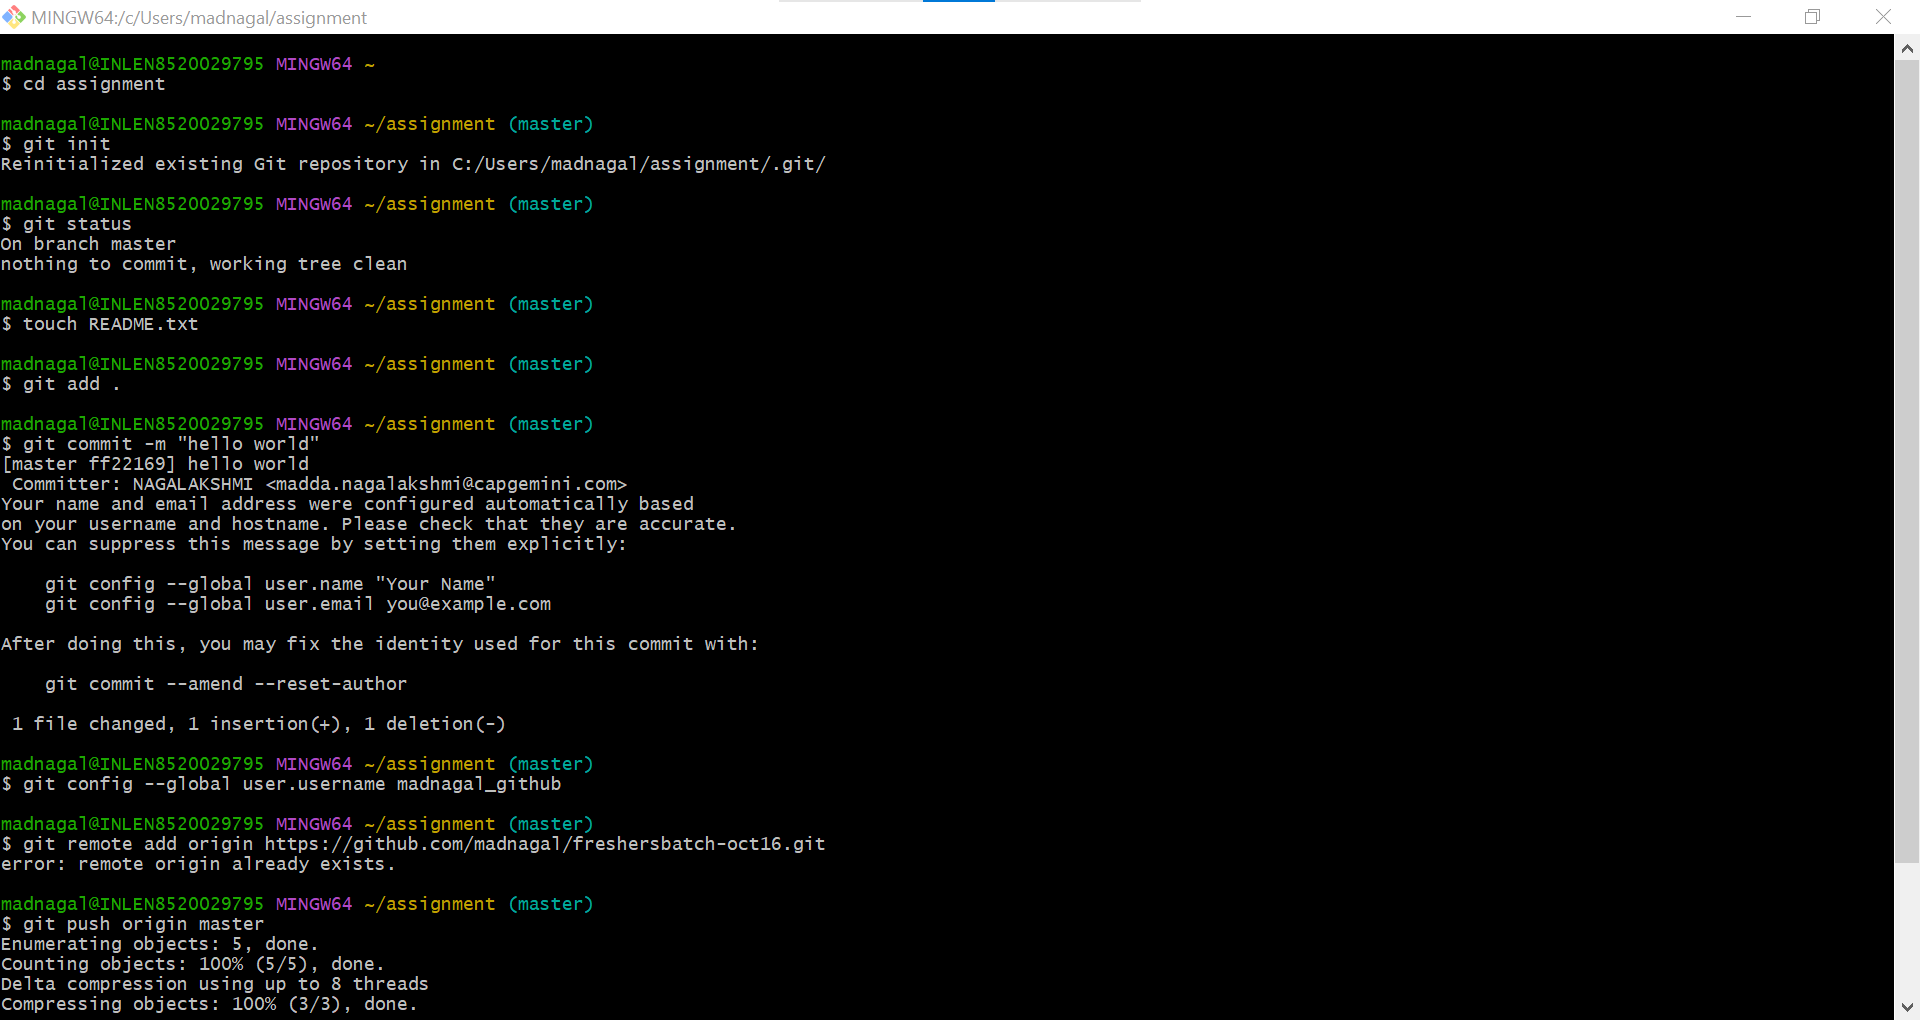 MINGW64:/c/Users/madnagal/assignment
madnagal@INLEN8520029795 MINGW64 ~
$ cd assignment
madnagal@INLEN8520029795 MINGW64 ~/assignment (master)
$ git init
Reinitialized existing Git repository in C:/Users/madnagal/assignment/.git/
madnagal@INLEN8520029795 MINGW64 ~/assignment (master)
$ git status
On branch master
nothing to commit, working tree clean
madnagal@INLEN8520029795 MINGW64 ~/assignment (master)
$ touch README.txt
madnagal@INLEN8520029795 MINGW64 ~/assignment (master)
$ git add .
madnagal@INLEN8520029795 MINGW64 ~/assignment (master)
$ git commit -m "hello world"
[master ff22169] hello world
 Committer: NAGALAKSHMI <madda.nagalakshmi@capgemini.com>
Your name and email address were configured automatically based
on your username and hostname. Please check that they are accurate.
You can suppress this message by setting them explicitly:
    git config --global user.name "Your Name"
    git config --global user.email you@example.com
After doing this, you may fix the identity used for this commit with:
    git commit --amend --reset-author
 1 file changed, 1 insertion(+), 1 deletion(-)
madnagal@INLEN8520029795 MINGW64 ~/assignment (master)
$ git config --global user.username madnagal_github
madnagal@INLEN8520029795 MINGW64 ~/assignment (master)
$ git remote add origin https://github.com/madnagal/freshersbatch-oct16.git
error: remote origin already exists.
madnagal@INLEN8520029795 MINGW64 ~/assignment (master)
$ git push origin master
Enumerating objects: 5, done.
Counting objects: 100% (5/5), done.
Delta compression using up to 8 threads
Compressing objects: 100% (3/3), done.